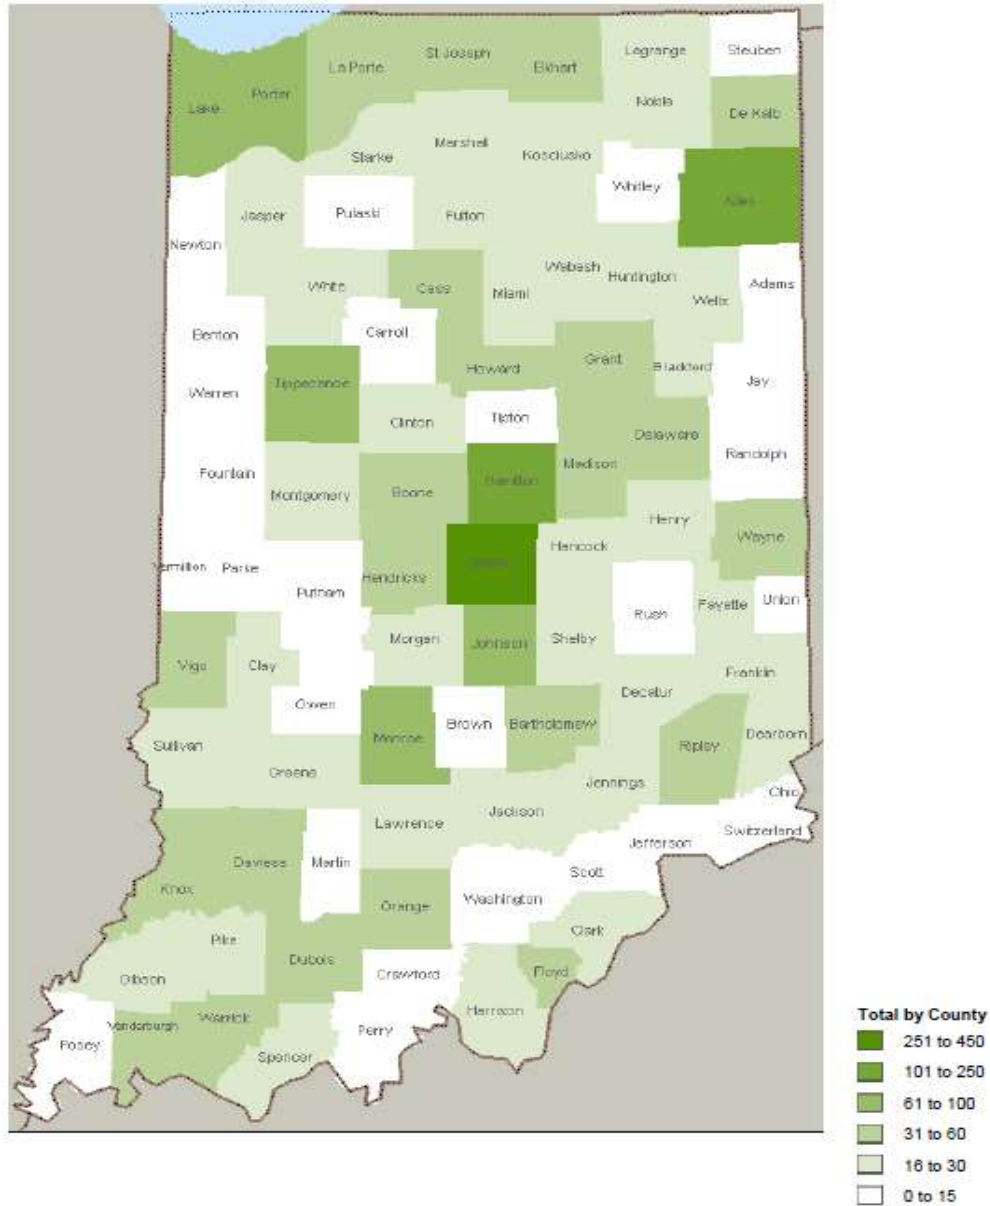 Lagrange
Steuben
St Joseph
La Porte
Elkhart
Porter
Lake
Noble
De Kalb
Marshall
Starke
Kosciusko
Whitley
Allen
Pulaski
Jasper
Fulton
Newton
Wabash
Huntington
Adams
White
Cass
Miami
Wells
Benton
Carroll
Grant
Blackford
Howard
Tippecanoe
Jay
Warren
Clinton
Tipton
Delaware
Randolph
Madison
Fountain
Hamilton
Montgomery
Boone
Henry
Wayne
Hancock
Marion
Vermillion
Parke
Hendricks
Putnam
Fayette
Union
Rush
Morgan
Johnson
Shelby
Vigo
Clay
Franklin
Decatur
Owen
Brown
Bartholomew
Monroe
Dearborn
Sullivan
Ripley
Greene
Jennings
Ohio
Jackson
Lawrence
Switzerland
Jefferson
Daviess
Martin
Scott
Knox
Washington
Orange
Clark
Pike
Dubois
Floyd
Crawford
Gibson
Harrison
Warrick
Vanderburgh
Perry
Posey
Spencer
Total by County
251 to 450
101 to 250
61 to 100
31 to 60
16 to 30
0 to 15